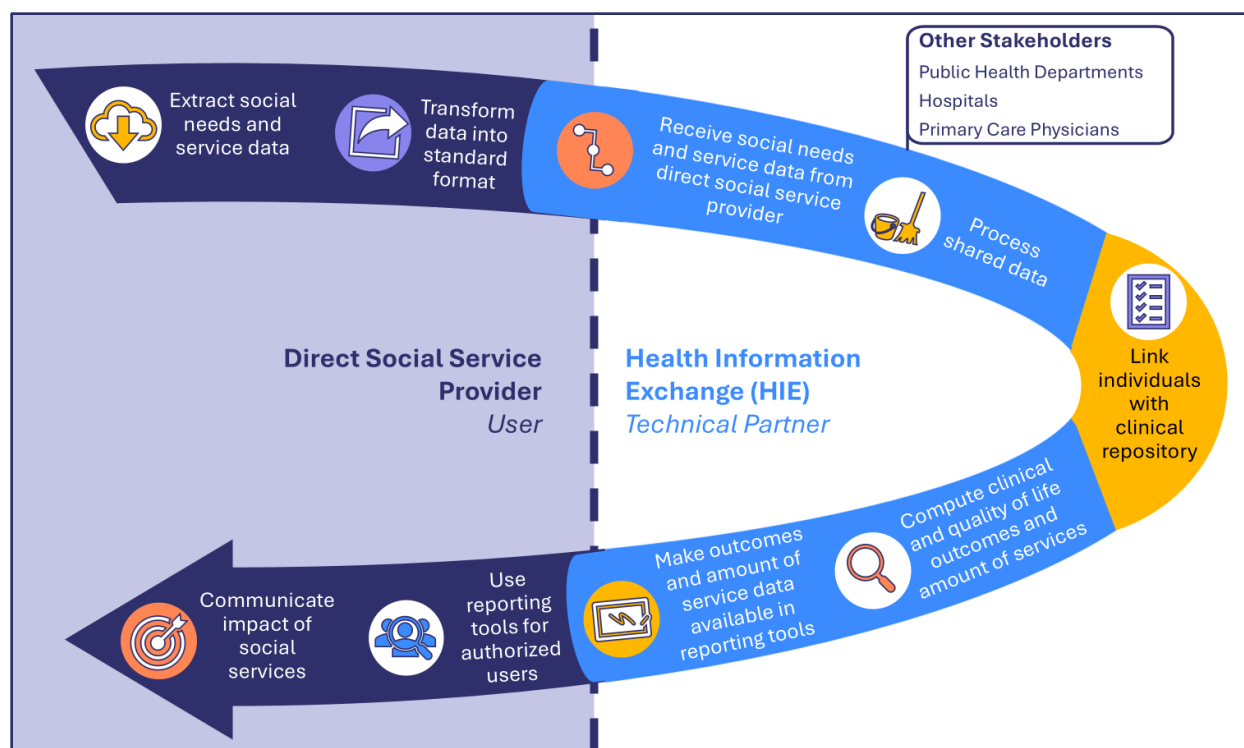 Other Stakeholders
Public Health Departments
Hospitals
Primary Care Physicians
Extract social
needs and
service data
Transform
data into
standard
format
Receive social needs
and service data from
direct social service
provider
Process
shared data
Link
individuals
with
clinical
repository
Direct Social Service
Provider
User
Health Information
Exchange (HIE)
Technical Partner
Compute clinical
and quality of life
outcomes and
amount of services
Make outcomes
and amount of
service data
available in
reporting tools
Use
reporting
tools for
authorized
users
Communicate
impact of
social
services